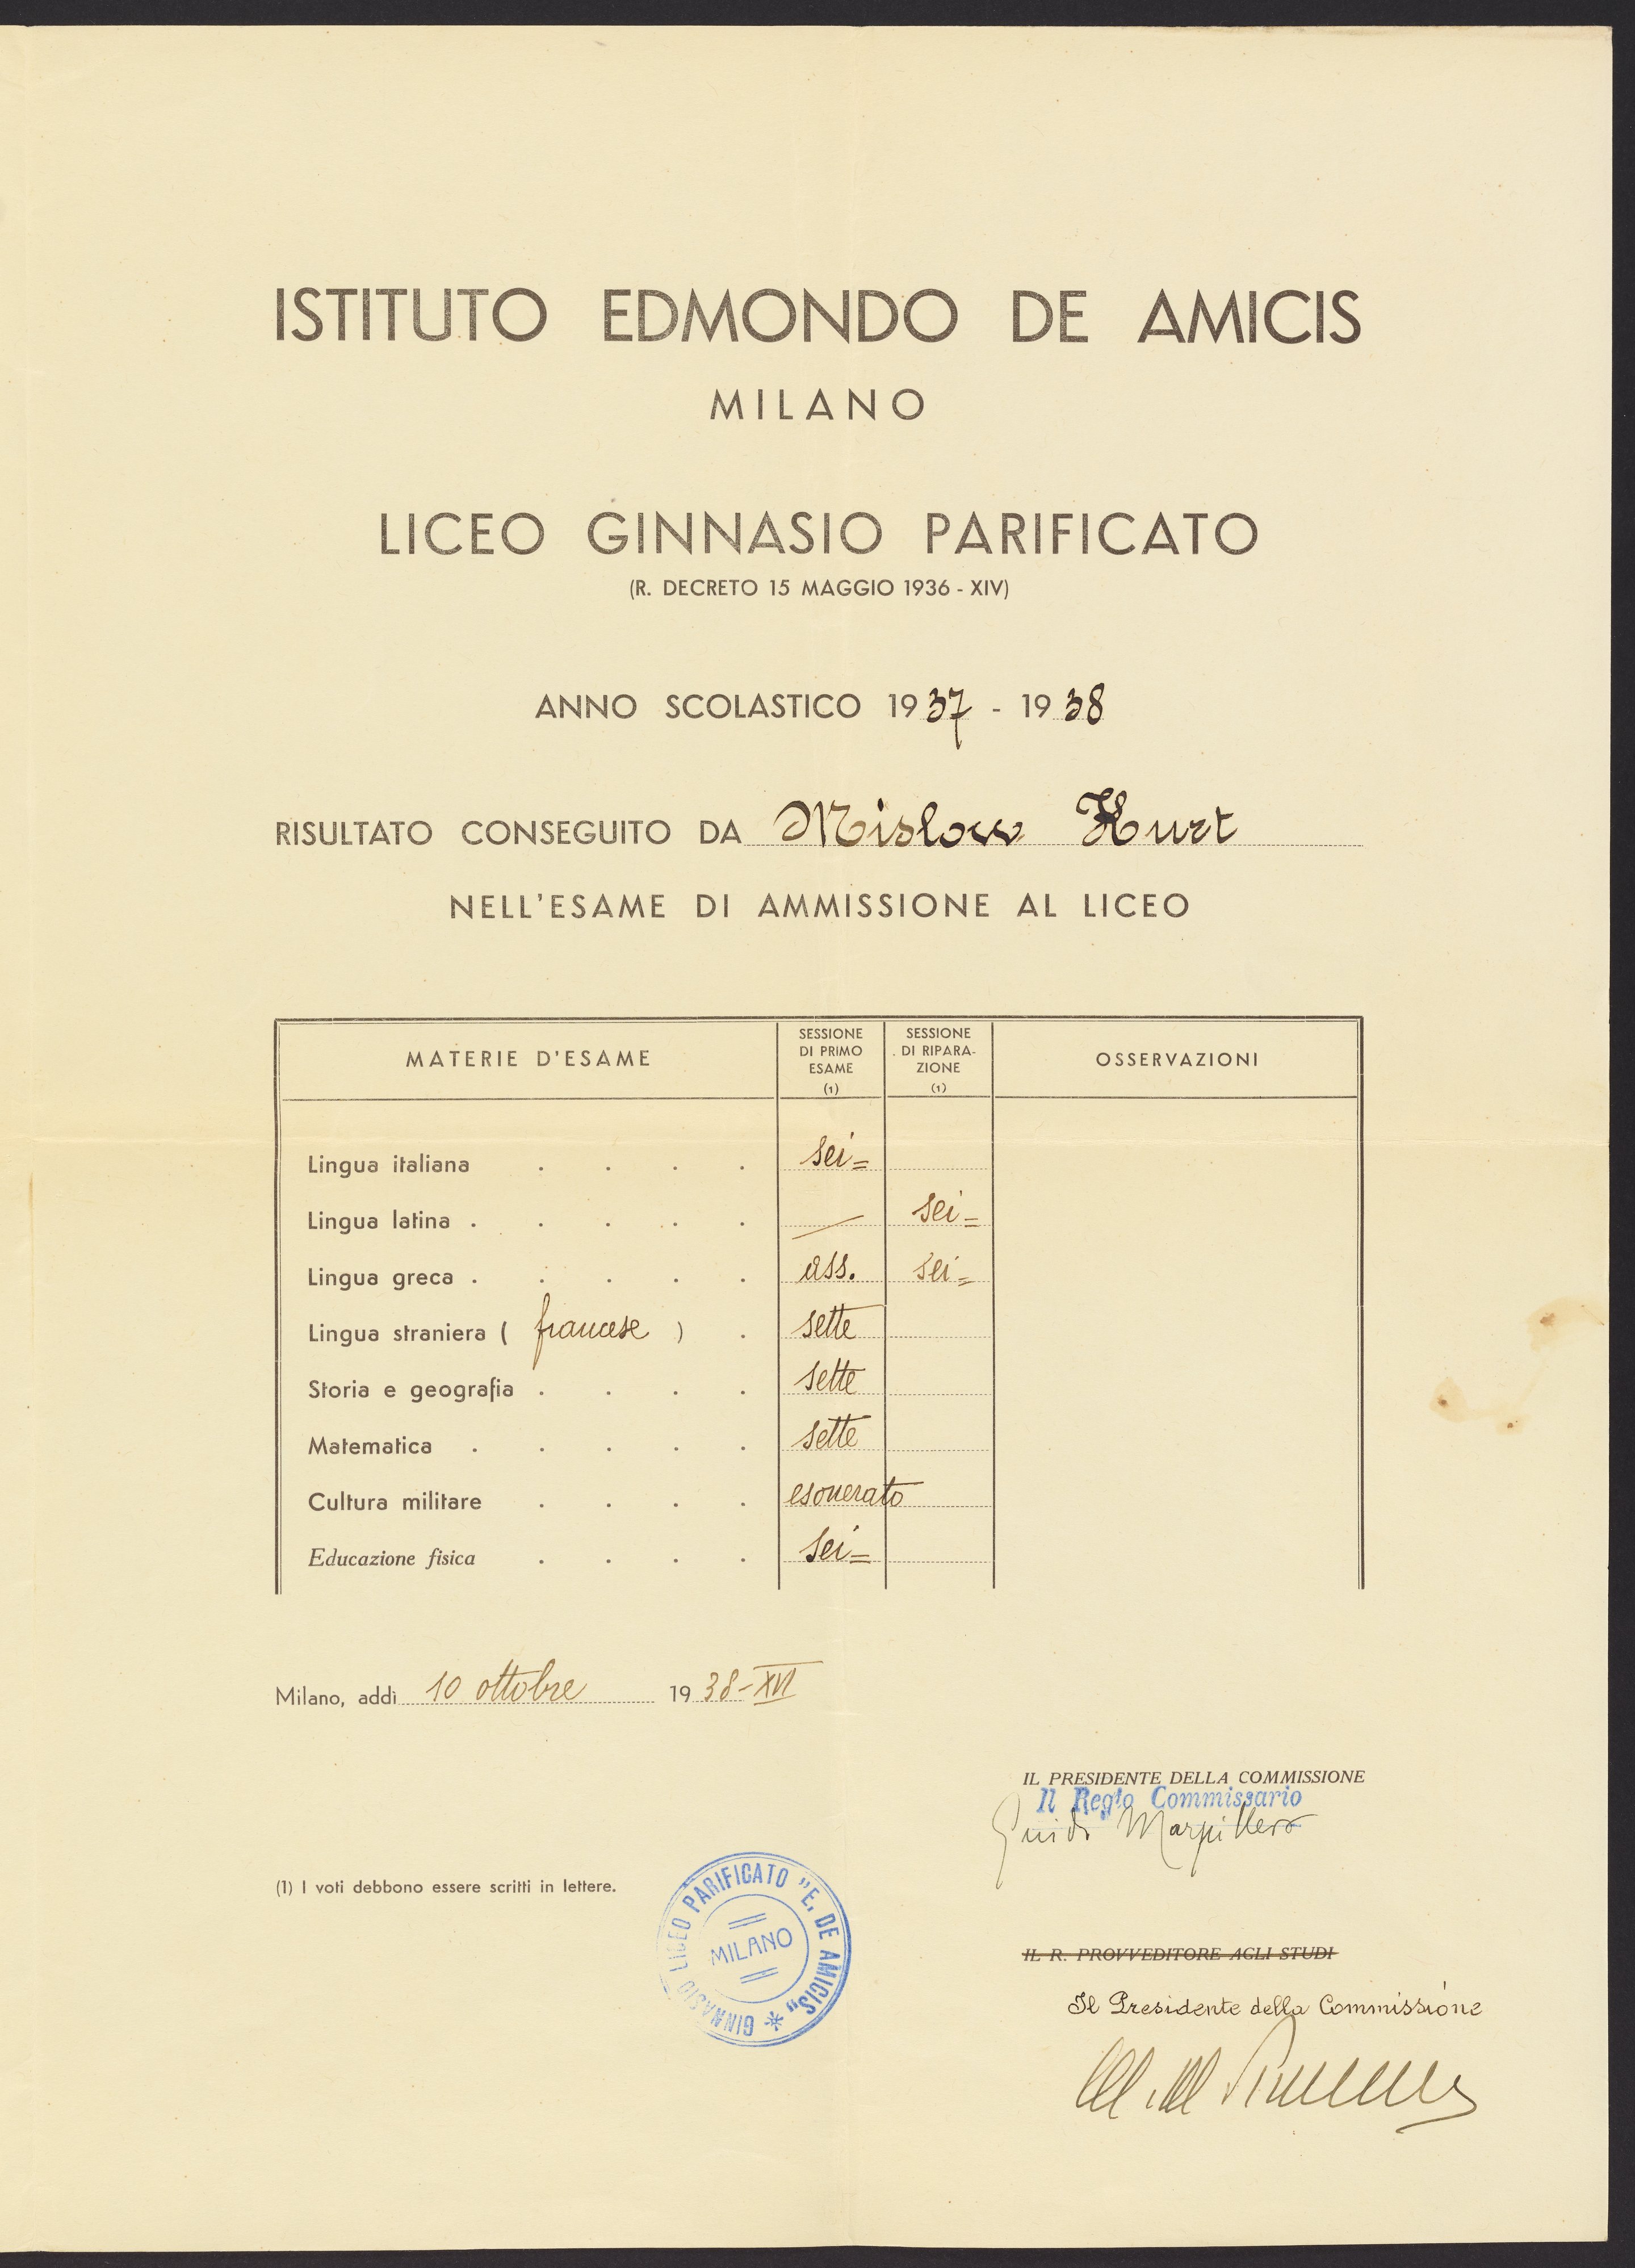 ISTITUTO EDMONDO DE AMICIS
MILANO
LICEO GINNASIO PARIFICATO
(R. DECRETO 15 MAGGIO 1936 - XIV)
ANNO SCOLASTICO 1937 - 1938
RISULTATO CONSEGUITO DA Mislow Kurt
NELL'ESAME DI AMMISSIONE AL LICEO
MATERIE D'ESAME SESSIONE DI PRIMO ESAME (1) SESSIONE DI RIPARA-ZIONE (1) OSSERVAZIONI
Lingua italiana . . . . sei=
Lingua latina . . . . . — sei=
Lingua greca . . . . . ass. sei=
Lingua straniera ( francese ) . sette
Storia e geografia . . . . sette
Matematica . . . . . sette
Cultura militare . . . . esonerato
Educazione fisica . . . . sei=
Milano, addì 10 ottobre 1938-XVI
IL PRESIDENTE DELLA COMMISSIONE
Il Regio Commissario
Guido Marpillero
(1) I voti debbono essere scritti in lettere.
GINNASIO LICEO PARIFICATO "E. DE AMICIS" *
MILANO
IL R. PROVVEDITORE AGLI STUDI
Il Presidente della Commissione